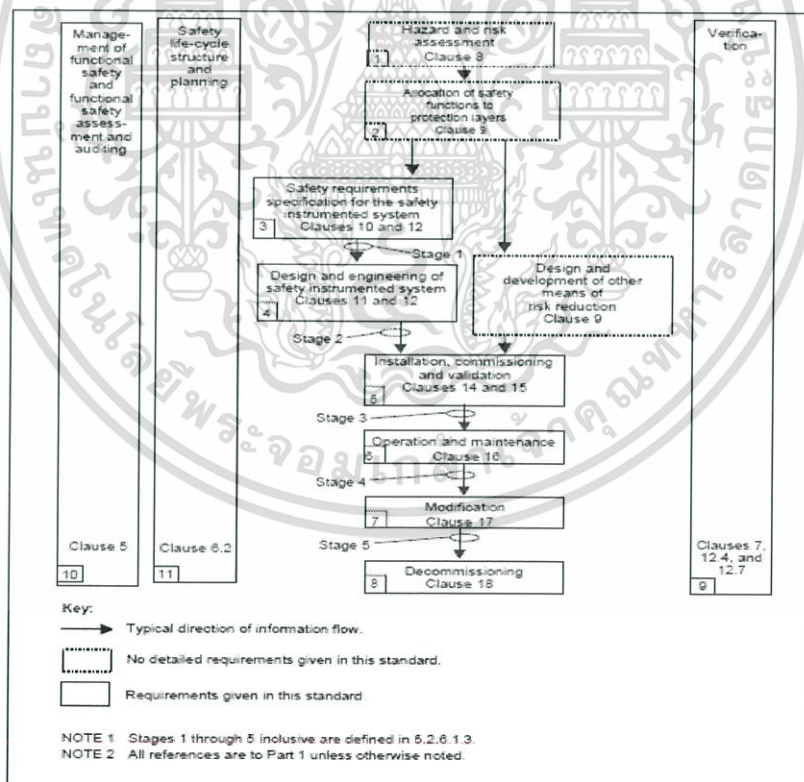 Manage-
ment of
functional
safety
and
functional
safety
assess-
ment and
auditing
Clause 5
10
Safety
life-cycle
structure
and
planning
Clause 6.2
11
Hazard and risk
assessment
Clause 8
1
Allocation of safety
functions to
protection layers
Clause 9
2
Safety requirements
specification for the safety
instrumented system
Clauses 10 and 12
3
Stage 1
Design and engineering of
safety instrumented system
Clauses 11 and 12
4
Design and
development of other
means of
risk reduction
Clause 9
Stage 2
Installation, commissioning
and validation
Clauses 14 and 15
5
Stage 3
Operation and maintenance
Clause 16
6
Stage 4
Modification
Clause 17
7
Stage 5
Decommissioning
Clause 18
8
Verifica-
tion
Clauses 7,
12.4, and
12.7
9
Key:
Typical direction of information flow.
No detailed requirements given in this standard.
Requirements given in this standard.
NOTE 1 Stages 1 through 5 inclusive are defined in 5.2.6.1.3.
NOTE 2 All references are to Part 1 unless otherwise noted.